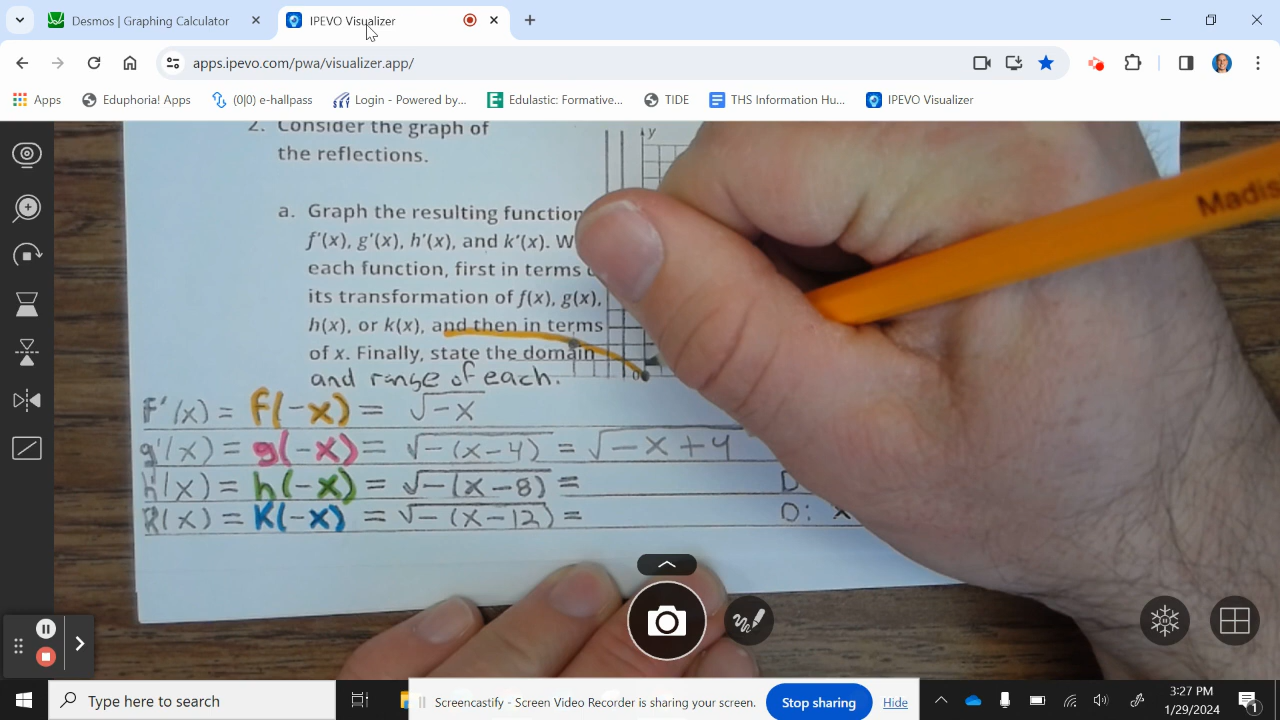 Desmos | Graphing Calculator
IPEVO Visualizer
apps.ipevo.com/pwa/visualizer.app/
Apps
Eduphoria! Apps
(0|0) e-hallpass
Login - Powered by...
Edulastic: Formative...
TIDE
THS Information Hu...
IPEVO Visualizer
2. Consider the graph of
the reflections.
y
a. Graph the resulting function
f'(x), g'(x), h'(x), and k'(x). W
each function, first in terms
its transformation of f(x), g(x),
h(x), or k(x), and then in terms
of x. Finally, state the domain
and range of each.
0
F'(x) = f(-x) = √-x
g'(x) = g(-x) = √-(x-4) = √-x+4
h'(x) = h(-x) = √-(x-8) =
D
K(x) = K(-x) = √-(x-12) =
D: x
Madis
Type here to search
Screencastify - Screen Video Recorder is sharing your screen.
Stop sharing
Hide
3:27 PM
1/29/2024
1